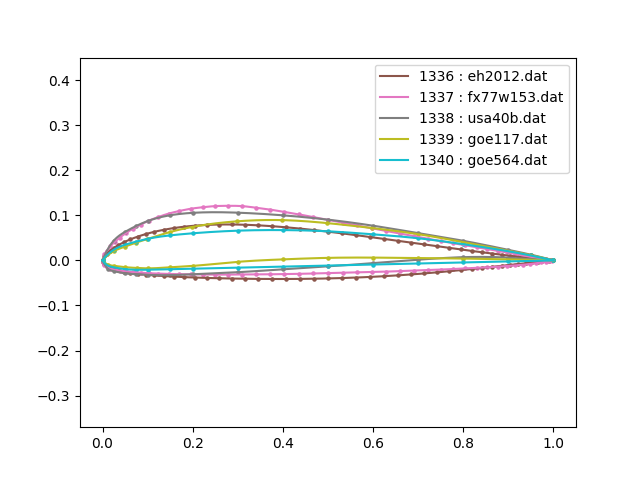 1336 : eh2012.dat
1337 : fx77w153.dat
1338 : usa40b.dat
1339 : goe117.dat
1340 : goe564.dat
0.4
0.3
0.2
0.1
0.0
−0.1
−0.2
−0.3
0.0 0.2 0.4 0.6 0.8 1.0